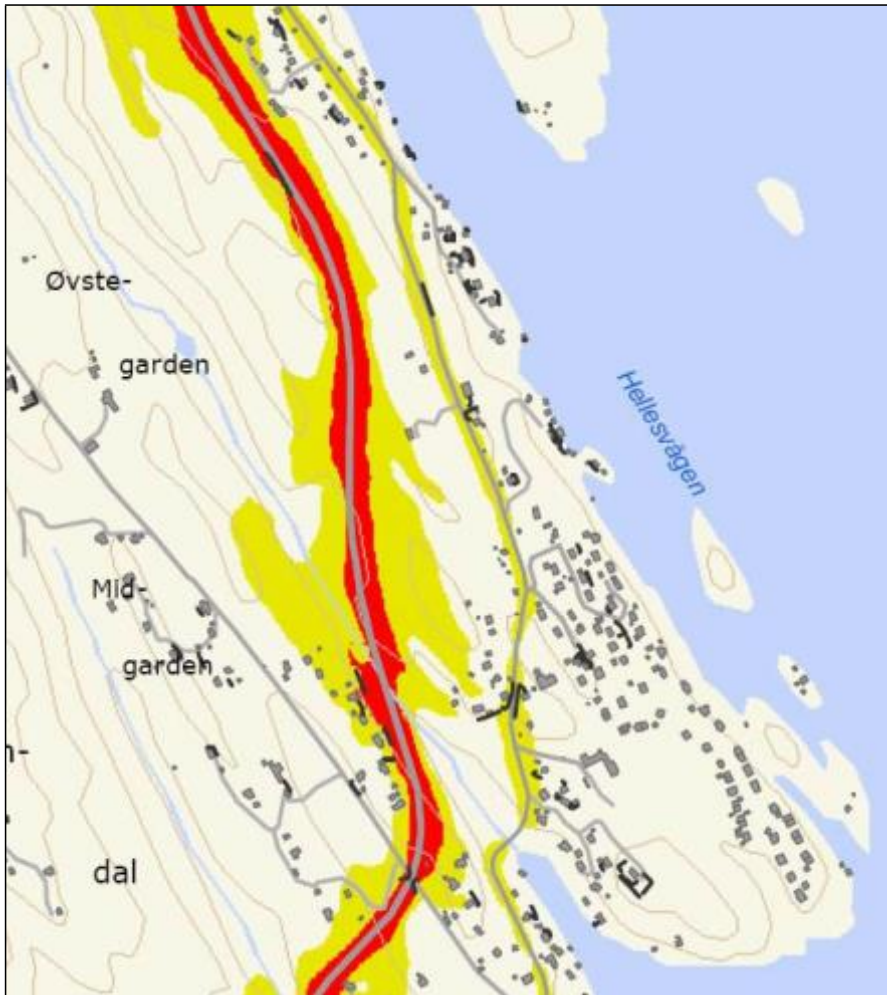 Øvste-
garden
Hellesvågen
Mid-
garden
n-
dal